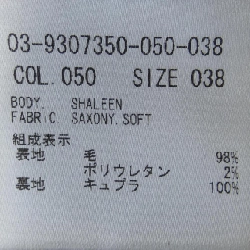 03-9307350-050-038
COL.050 SIZE 038
BODY. SHALEEN
FABRIC SAXONY.SOFT
組成表示
表地 毛 98%
ポリウレタン 2%
裏地 キュプラ 100%